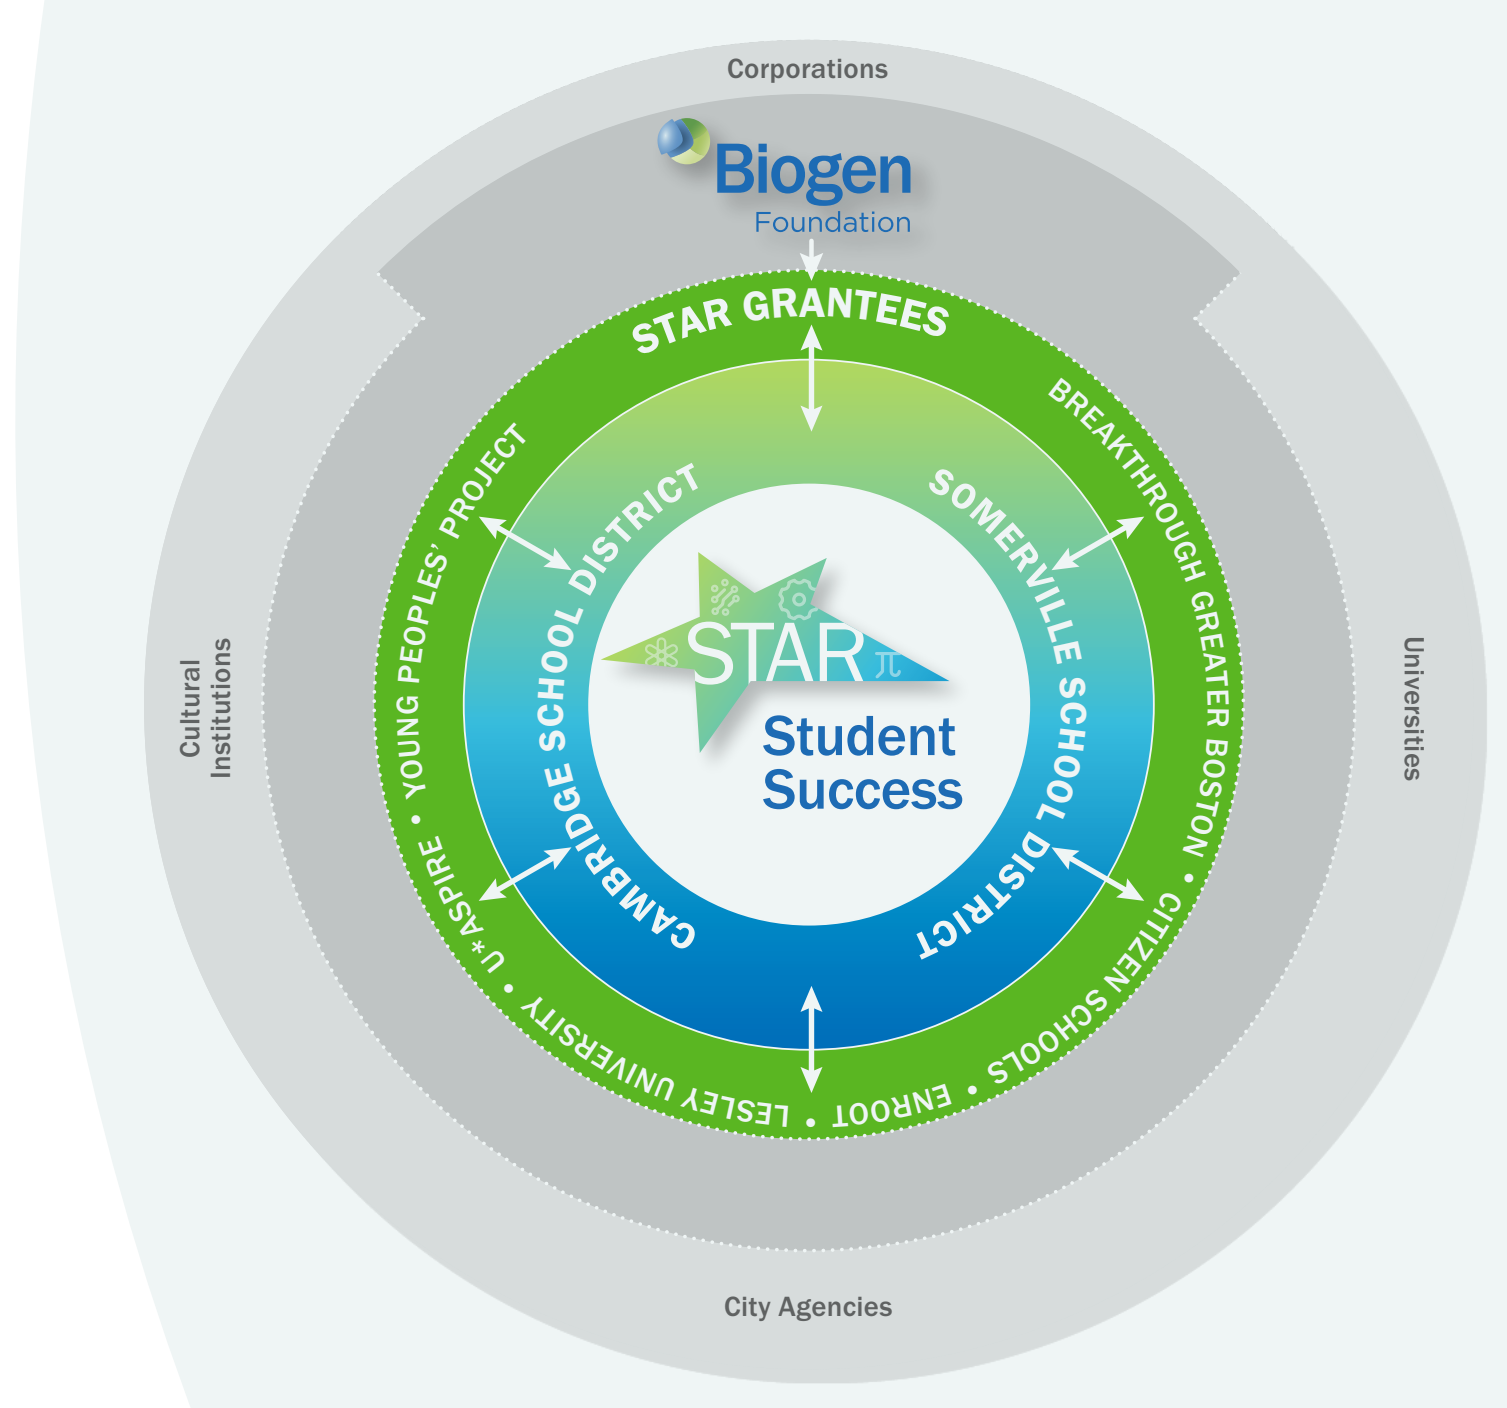 Corporations
Biogen
Foundation
STAR GRANTEES
BREAKTHROUGH GREATER BOSTON • CITIZEN SCHOOLS • ENROOT • LESLEY UNIVERSITY • U*ASPIRE • YOUNG PEOPLES’ PROJECT
CAMBRIDGE SCHOOL DISTRICT
SOMERVILLE SCHOOL DISTRICT
STAR
π
Student
Success
Cultural
Institutions
Universities
City Agencies